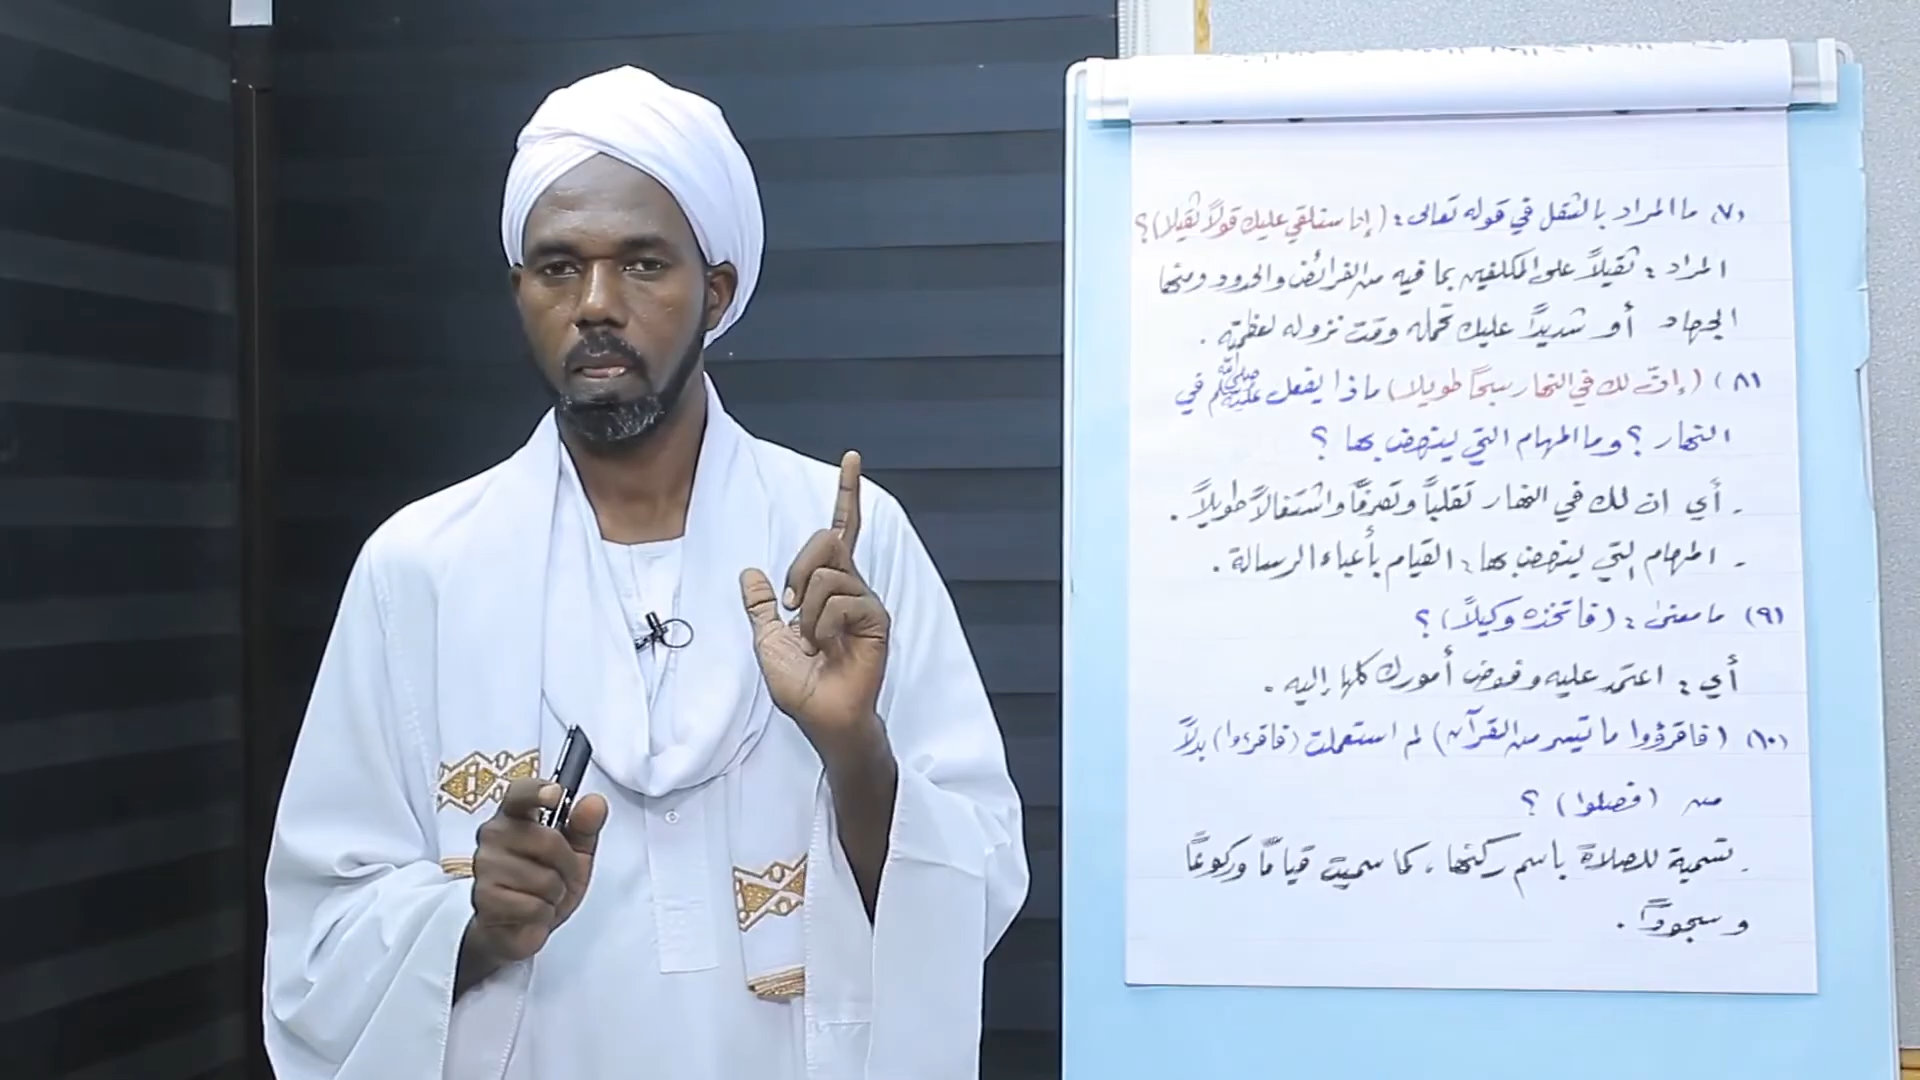 (٧) ما المراد بالثقل في قوله تعالى: (إنا سنلقي عليك قولاً ثقيلا)؟
المراد: ثقيلاً على المكلفين بما فيه من الفرائض والحدود ومنها
الجهاد أو شديداً عليك تحمله وقت نزوله لعظمته.
(٨) (إنّ لك في النهار سبحاً طويلا) ماذا يفعل صلى الله عليه وسلم في
النهار؟ وما المهام التي ينهض بها؟
- أي ان لك في النهار تقلباً وتصرفاً واشتغالاً طويلاً.
- المهام التي ينهض بها: القيام بأعباء الرسالة.
(٩) ما معنى: (فاتخذه وكيلاً)؟
أي: اعتمد عليه وفوض أمورك كلها إليه.
(١٠) (فاقرؤوا ما تيسر من القرآن) لم استعملت (فاقرءوا) بدلاً
من (فصلوا)؟
- تسمية للصلاة باسم ركنها، كما سميت قياماً وركوعاً
وسجوداً.